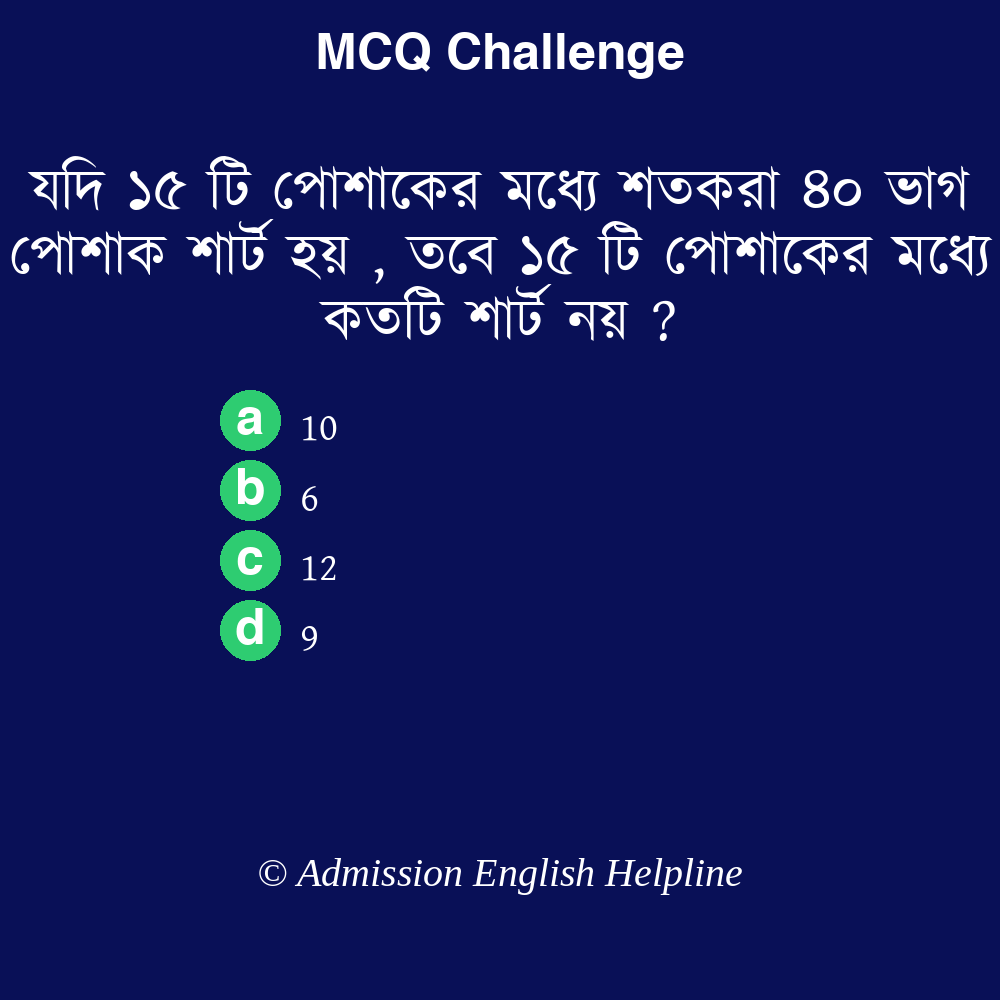 MCQ Challenge
যদি ১৫ টি পোশাকের মধ্যে শতকরা ৪০ ভাগ
পোশাক শার্ট হয় , তবে ১৫ টি পোশাকের মধ্যে
কতটি শার্ট নয় ?
a 10
b 6
c 12
d 9
© Admission English Helpline